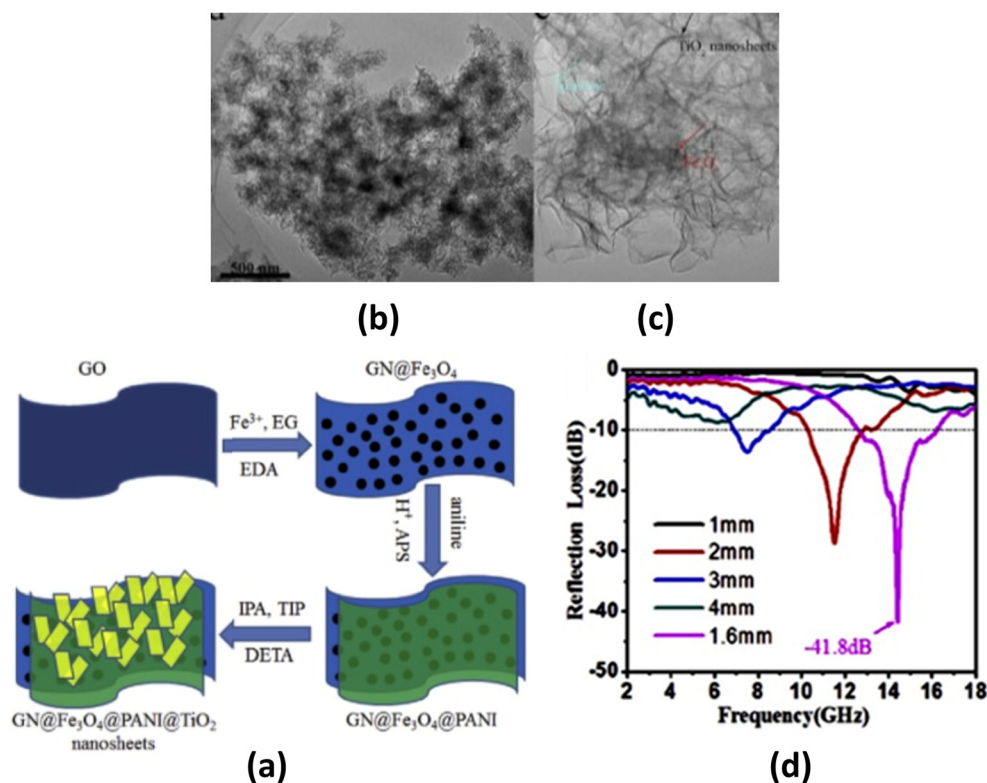 TiO₂ nanosheets
500 nm
(b)
(c)
GO
GN@Fe₃O₄
Fe³⁺, EG
EDA
H⁺, APS
aniline
IPA, TIP
DETA
GN@Fe₃O₄@PANI@TiO₂
nanosheets
GN@Fe₃O₄@PANI
(a)
Reflection Loss(dB)
0
-10
-20
-30
-40
-50
1mm
2mm
3mm
4mm
1.6mm
-41.8dB
2 4 6 8 10 12 14 16 18
Frequency(GHz)
(d)